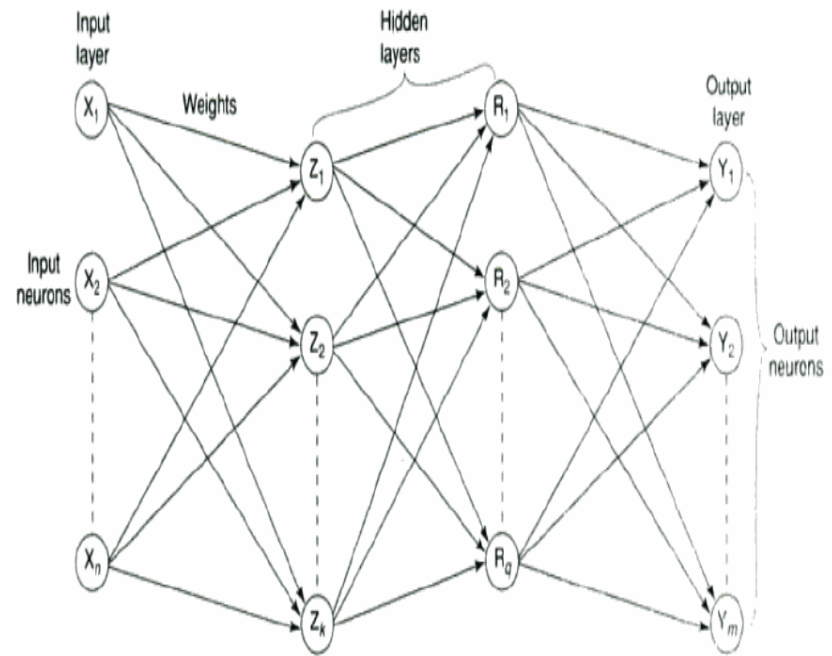 Input
layer
Hidden
layers
Output
layer
Weights
X1
R1
Z1
Y1
Input
neurons
X2
R2
Z2
Y2
Output
neurons
Xn
Rq
Zk
Ym